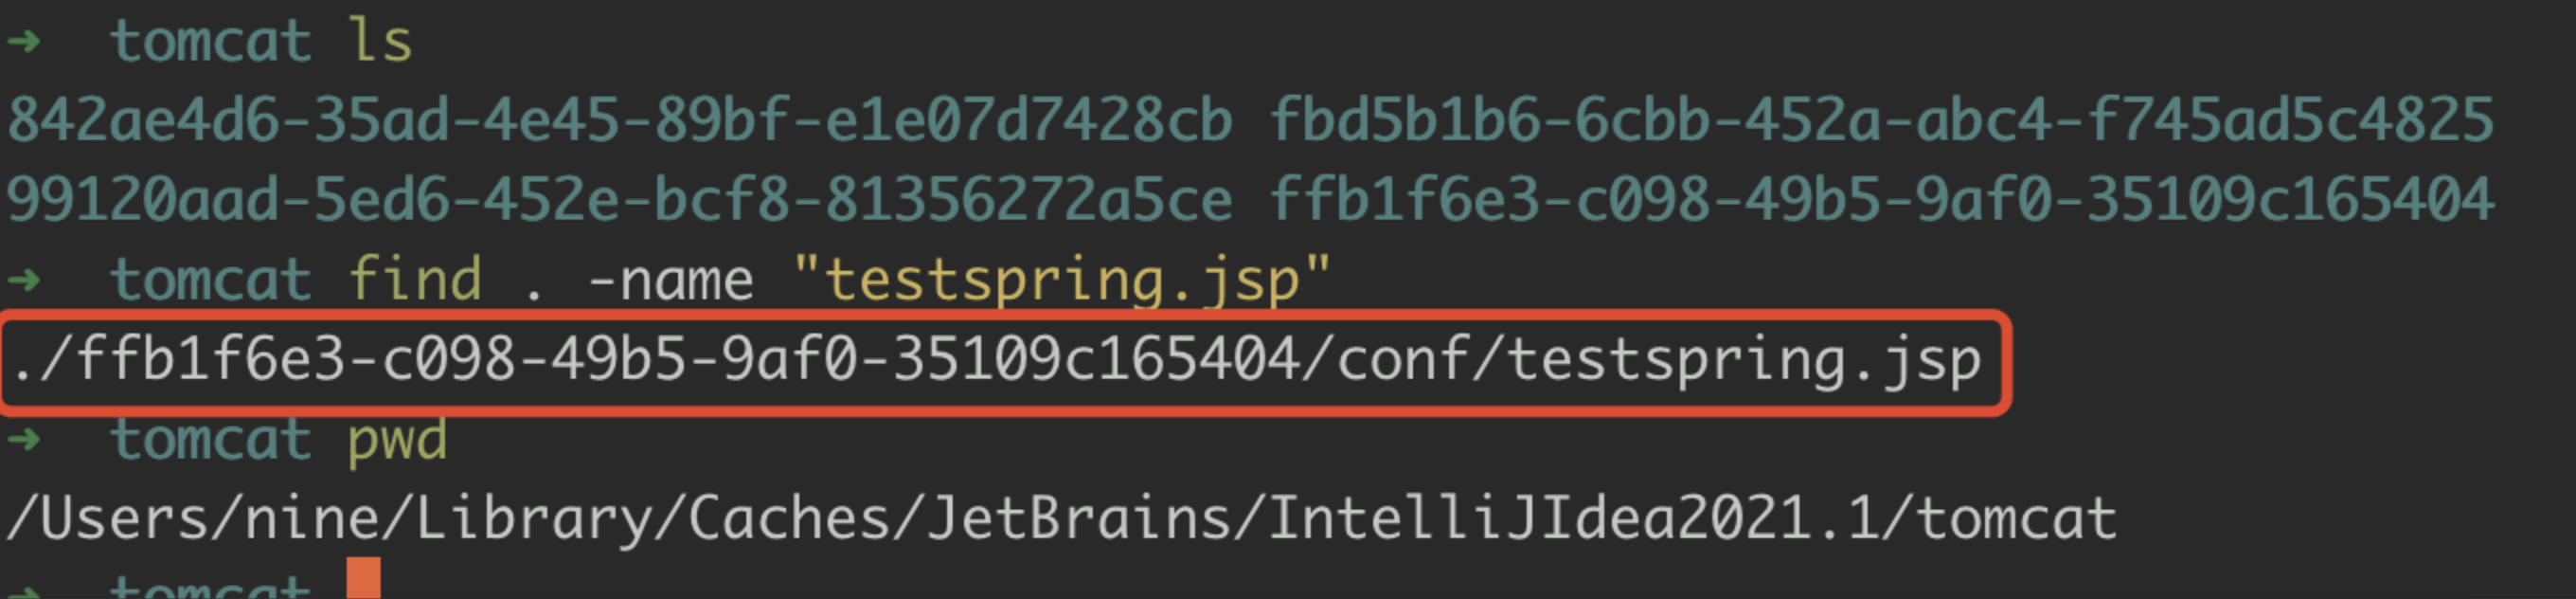 ➜ tomcat ls
842ae4d6-35ad-4e45-89bf-e1e07d7428cb fbd5b1b6-6cbb-452a-abc4-f745ad5c4825
99120aad-5ed6-452e-bcf8-81356272a5ce ffb1f6e3-c098-49b5-9af0-35109c165404
➜ tomcat find . -name "testspring.jsp"
./ffb1f6e3-c098-49b5-9af0-35109c165404/conf/testspring.jsp
➜ tomcat pwd
/Users/nine/Library/Caches/JetBrains/IntelliJIdea2021.1/tomcat
➜ tomcat